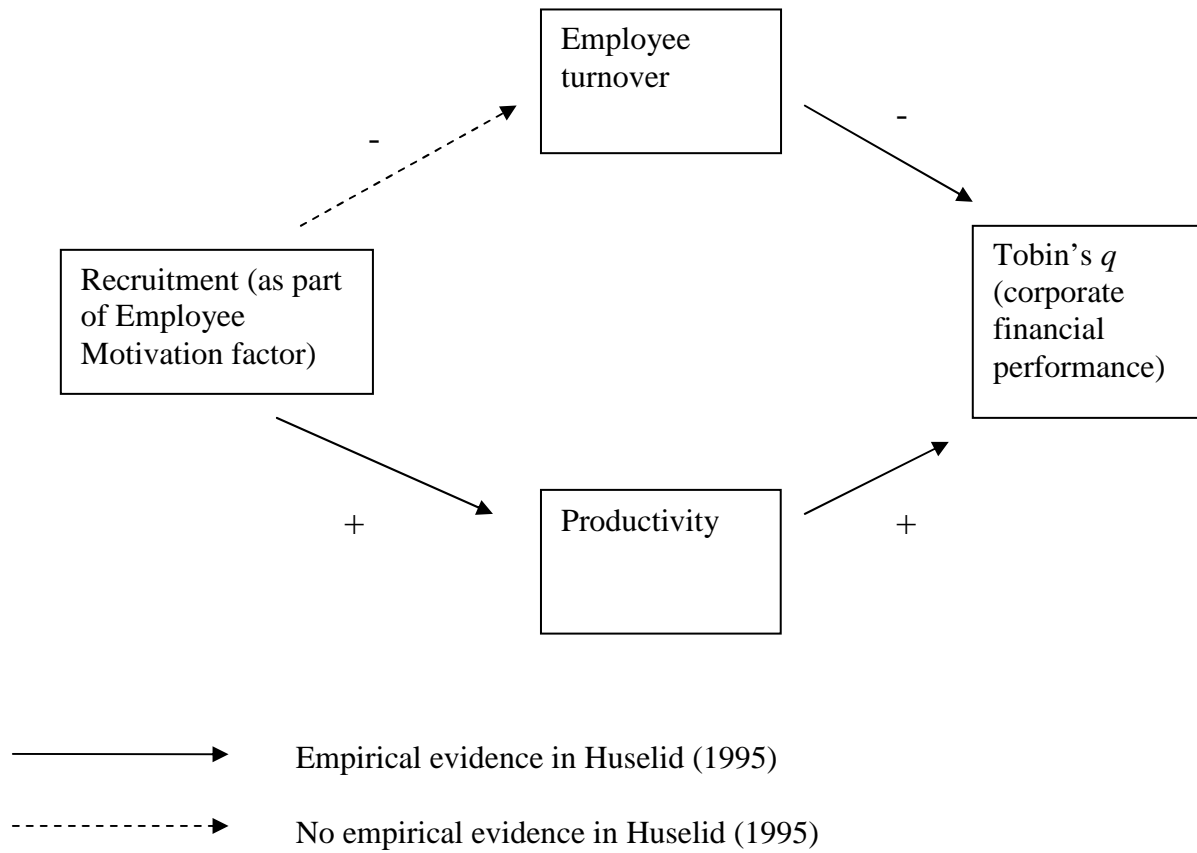 Employee
turnover
-
-
Recruitment (as part
of Employee
Motivation factor)
Tobin’s q
(corporate
financial
performance)
+
Productivity
+
Empirical evidence in Huselid (1995)
No empirical evidence in Huselid (1995)